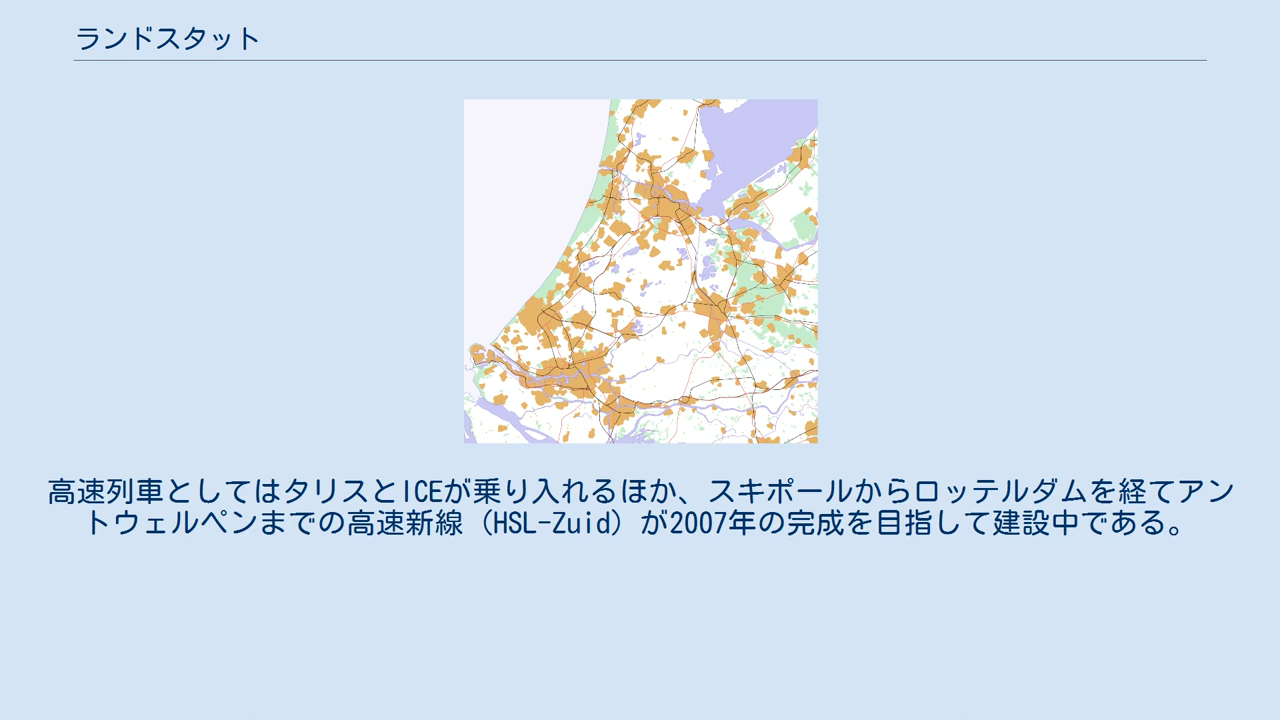 ランドスタット
高速列車としてはタリスとICEが乗り入れるほか、スキポールからロッテルダムを経てアン
トウェルペンまでの高速新線（HSL-Zuid）が2007年の完成を目指して建設中である。